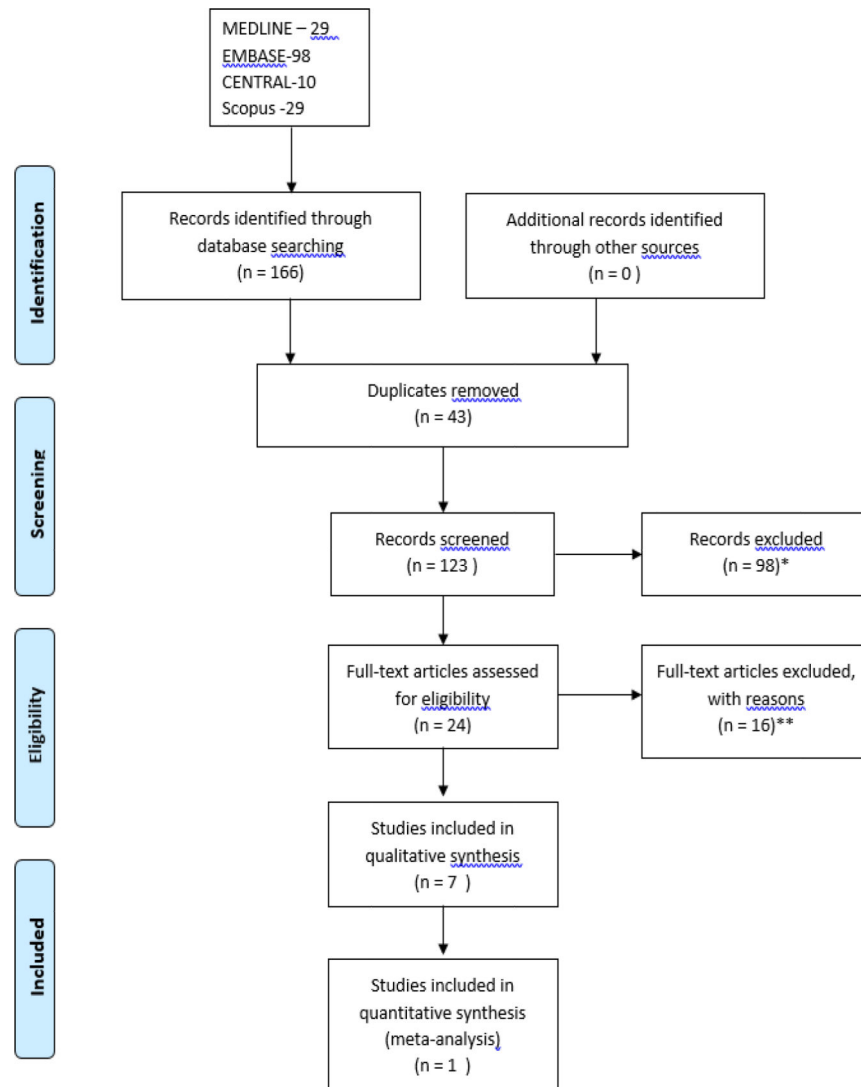 MEDLINE – 29
EMBASE-98
CENTRAL-10
Scopus -29
Identification
Records identified through
database searching
(n = 166)
Additional records identified
through other sources
(n = 0 )
Duplicates removed
(n = 43)
Screening
Records screened
(n = 123 )
Records excluded
(n = 98)*
Eligibility
Full-text articles assessed
for eligibility
(n = 24)
Full-text articles excluded,
with reasons
(n = 16)**
Studies included in
qualitative synthesis
(n = 7 )
Included
Studies included in
quantitative synthesis
(meta-analysis)
(n = 1 )